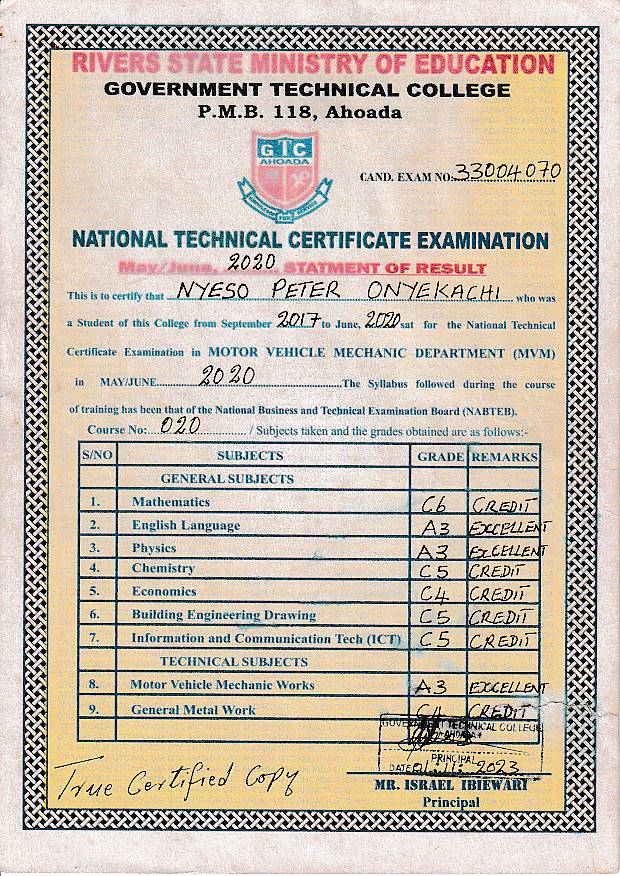 RIVERS STATE MINISTRY OF EDUCATION
GOVERNMENT TECHNICAL COLLEGE
P.M.B. 118, Ahoada
GTC
AHOADA
FOR SERVICE
CAND. EXAM NO: 33004070
NATIONAL TECHNICAL CERTIFICATE EXAMINATION
May/June, 2020 STATMENT OF RESULT
This is to certify that NYESO PETER ONYEKACHI who was
a Student of this College from September 2017 to June, 2020 sat for the National Technical
Certificate Examination in MOTOR VEHICLE MECHANIC DEPARTMENT (MVM)
in MAY/JUNE 2020 The Syllabus followed during the course
of training has been that of the National Business and Technical Examination Board (NABTEB).
Course No: 020 / Subjects taken and the grades obtained are as follows:-
S/NO SUBJECTS GRADE REMARKS
GENERAL SUBJECTS
1. Mathematics C6 CREDIT
2. English Language A3 EXCELLENT
3. Physics A3 EXCELLENT
4. Chemistry C5 CREDIT
5. Economics C4 CREDIT
6. Building Engineering Drawing C5 CREDIT
7. Information and Communication Tech (ICT) C5 CREDIT
TECHNICAL SUBJECTS
8. Motor Vehicle Mechanic Works A3 EXCELLENT
9. General Metal Work C4 CREDIT
GOVERNMENT TECHNICAL COLLEGE
AHOADA
PRINCIPAL
DATE 2023
True Certified Copy
MR. ISRAEL IBIEWARI
Principal